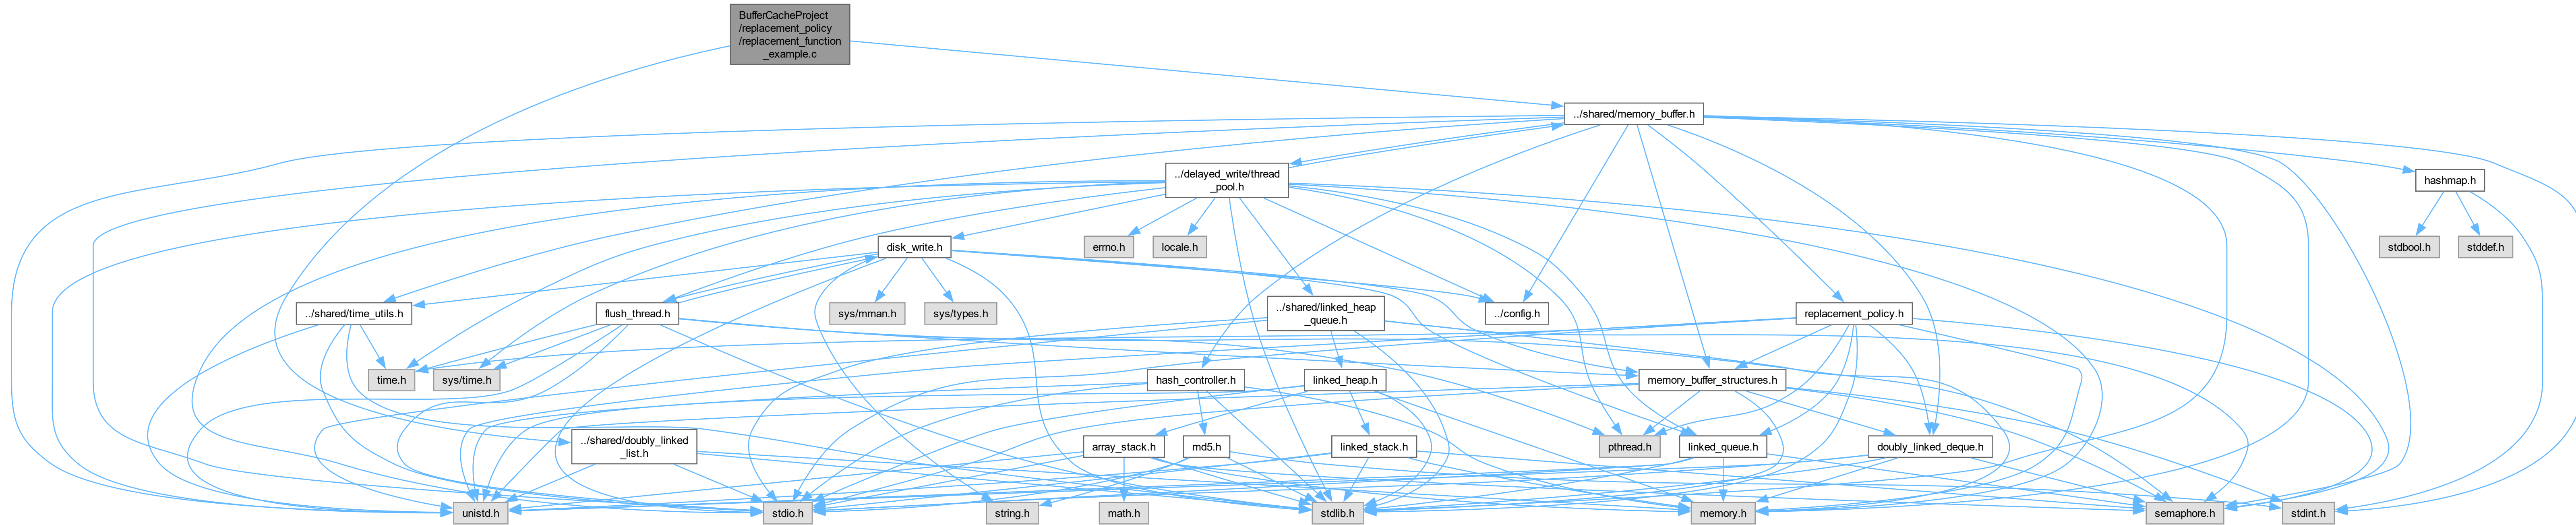 BufferCacheProject
/replacement_policy
/replacement_function
_example.c
../shared/memory_buffer.h
../delayed_write/thread
_pool.h
hashmap.h
disk_write.h
errno.h
locale.h
stdbool.h
stddef.h
../shared/time_utils.h
flush_thread.h
sys/mman.h
sys/types.h
../shared/linked_heap
_queue.h
../config.h
replacement_policy.h
time.h
sys/time.h
hash_controller.h
linked_heap.h
memory_buffer_structures.h
../shared/doubly_linked
_list.h
array_stack.h
md5.h
linked_stack.h
pthread.h
linked_queue.h
doubly_linked_deque.h
unistd.h
stdio.h
string.h
math.h
stdlib.h
memory.h
semaphore.h
stdint.h